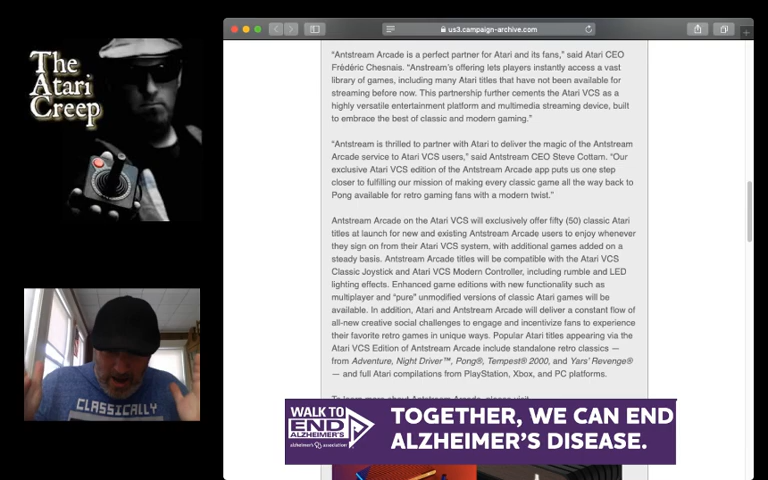 The
Atari
Creep
us3.campaign-archive.com
“Antstream Arcade is a perfect partner for Atari and its fans,” said Atari CEO
Frédéric Chesnais. “Anstream’s offering lets players instantly access a vast
library of games, including many Atari titles that have not been available for
streaming before now. This partnership further cements the Atari VCS as a
highly versatile entertainment platform and multimedia streaming device, built
to embrace the best of classic and modern gaming.”
“Antstream is thrilled to partner with Atari to deliver the magic of the Antstream
Arcade service to Atari VCS users,” said Antstream CEO Steve Cottam. “Our
exclusive Atari VCS edition of the Antstream Arcade app puts us one step
closer to fulfilling our mission of making every classic game all the way back to
Pong available for retro gaming fans with a modern twist.”
Antstream Arcade on the Atari VCS will exclusively offer fifty (50) classic Atari
titles at launch for new and existing Antstream Arcade users to enjoy whenever
they sign on from their Atari VCS system, with additional games added on a
steady basis. Antstream Arcade titles will be compatible with the Atari VCS
Classic Joystick and Atari VCS Modern Controller, including rumble and LED
lighting effects. Enhanced game editions with new functionality such as
multiplayer and “pure” unmodified versions of classic Atari games will be
available. In addition, Atari and Antstream Arcade will deliver a constant flow of
all-new creative social challenges to engage and incentivize fans to experience
their favorite retro games in unique ways. Popular Atari titles appearing via the
Atari VCS Edition of Antstream Arcade include standalone retro classics —
from Adventure, Night Driver™, Pong®, Tempest® 2000, and Yars’ Revenge®
— and full Atari compilations from PlayStation, Xbox, and PC platforms.
CLASSICALLY
WALK TO
END
ALZHEIMER'S
alzheimer's association
TOGETHER, WE CAN END
ALZHEIMER'S DISEASE.